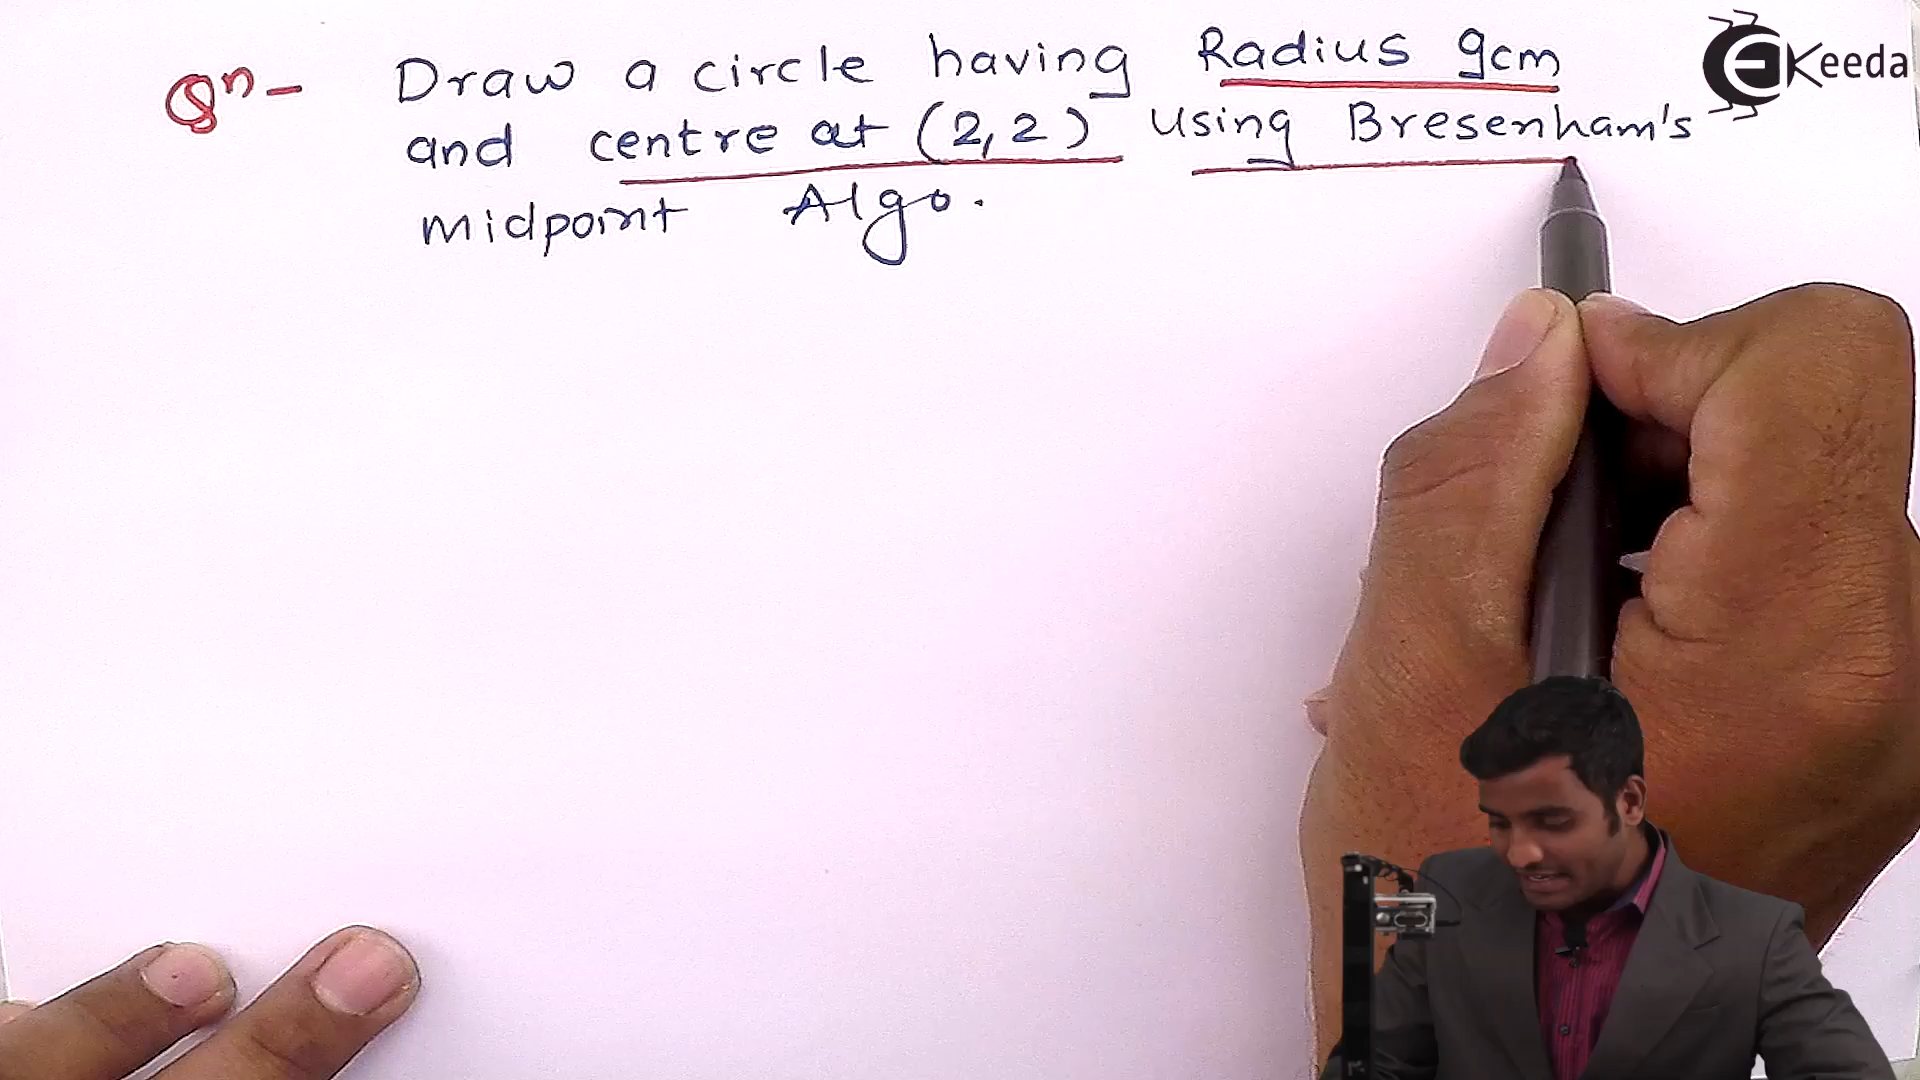 Qn- Draw a circle having Radius 9cm
and centre at (2,2) using Bresenham's
midpoint Algo.
EKeeda